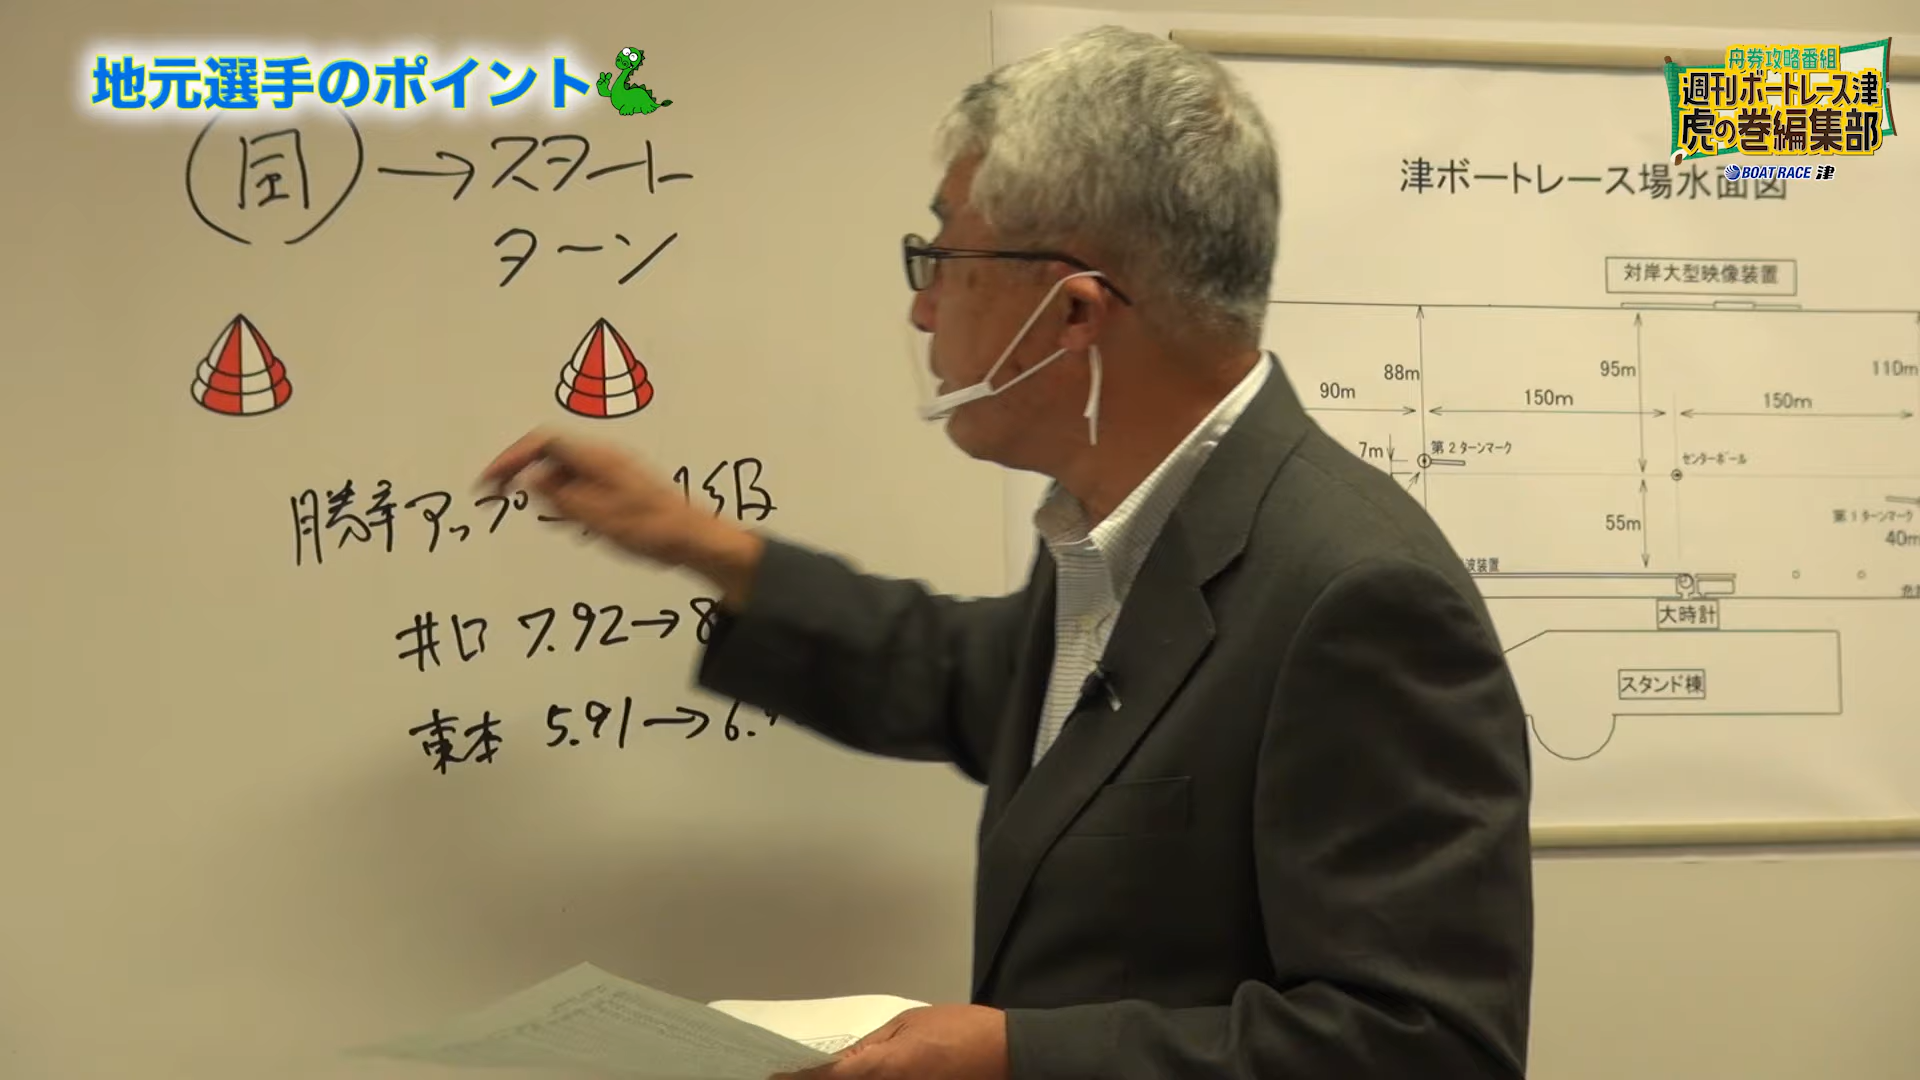 地元選手のポイント
舟券攻略番組
週刊ボートレース津
虎の巻編集部
BOAT RACE 津
風→スタート
ターン
勝率アップ
級
井口 7.92→8
東本 5.91→6.
津ボートレース場水面図
対岸大型映像装置
88m
95m
110m
90m
150m
150m
7m
第2ターンマーク
センターポール
55m
第1ターンマーク
40m
波装置
大時計
スタンド棟